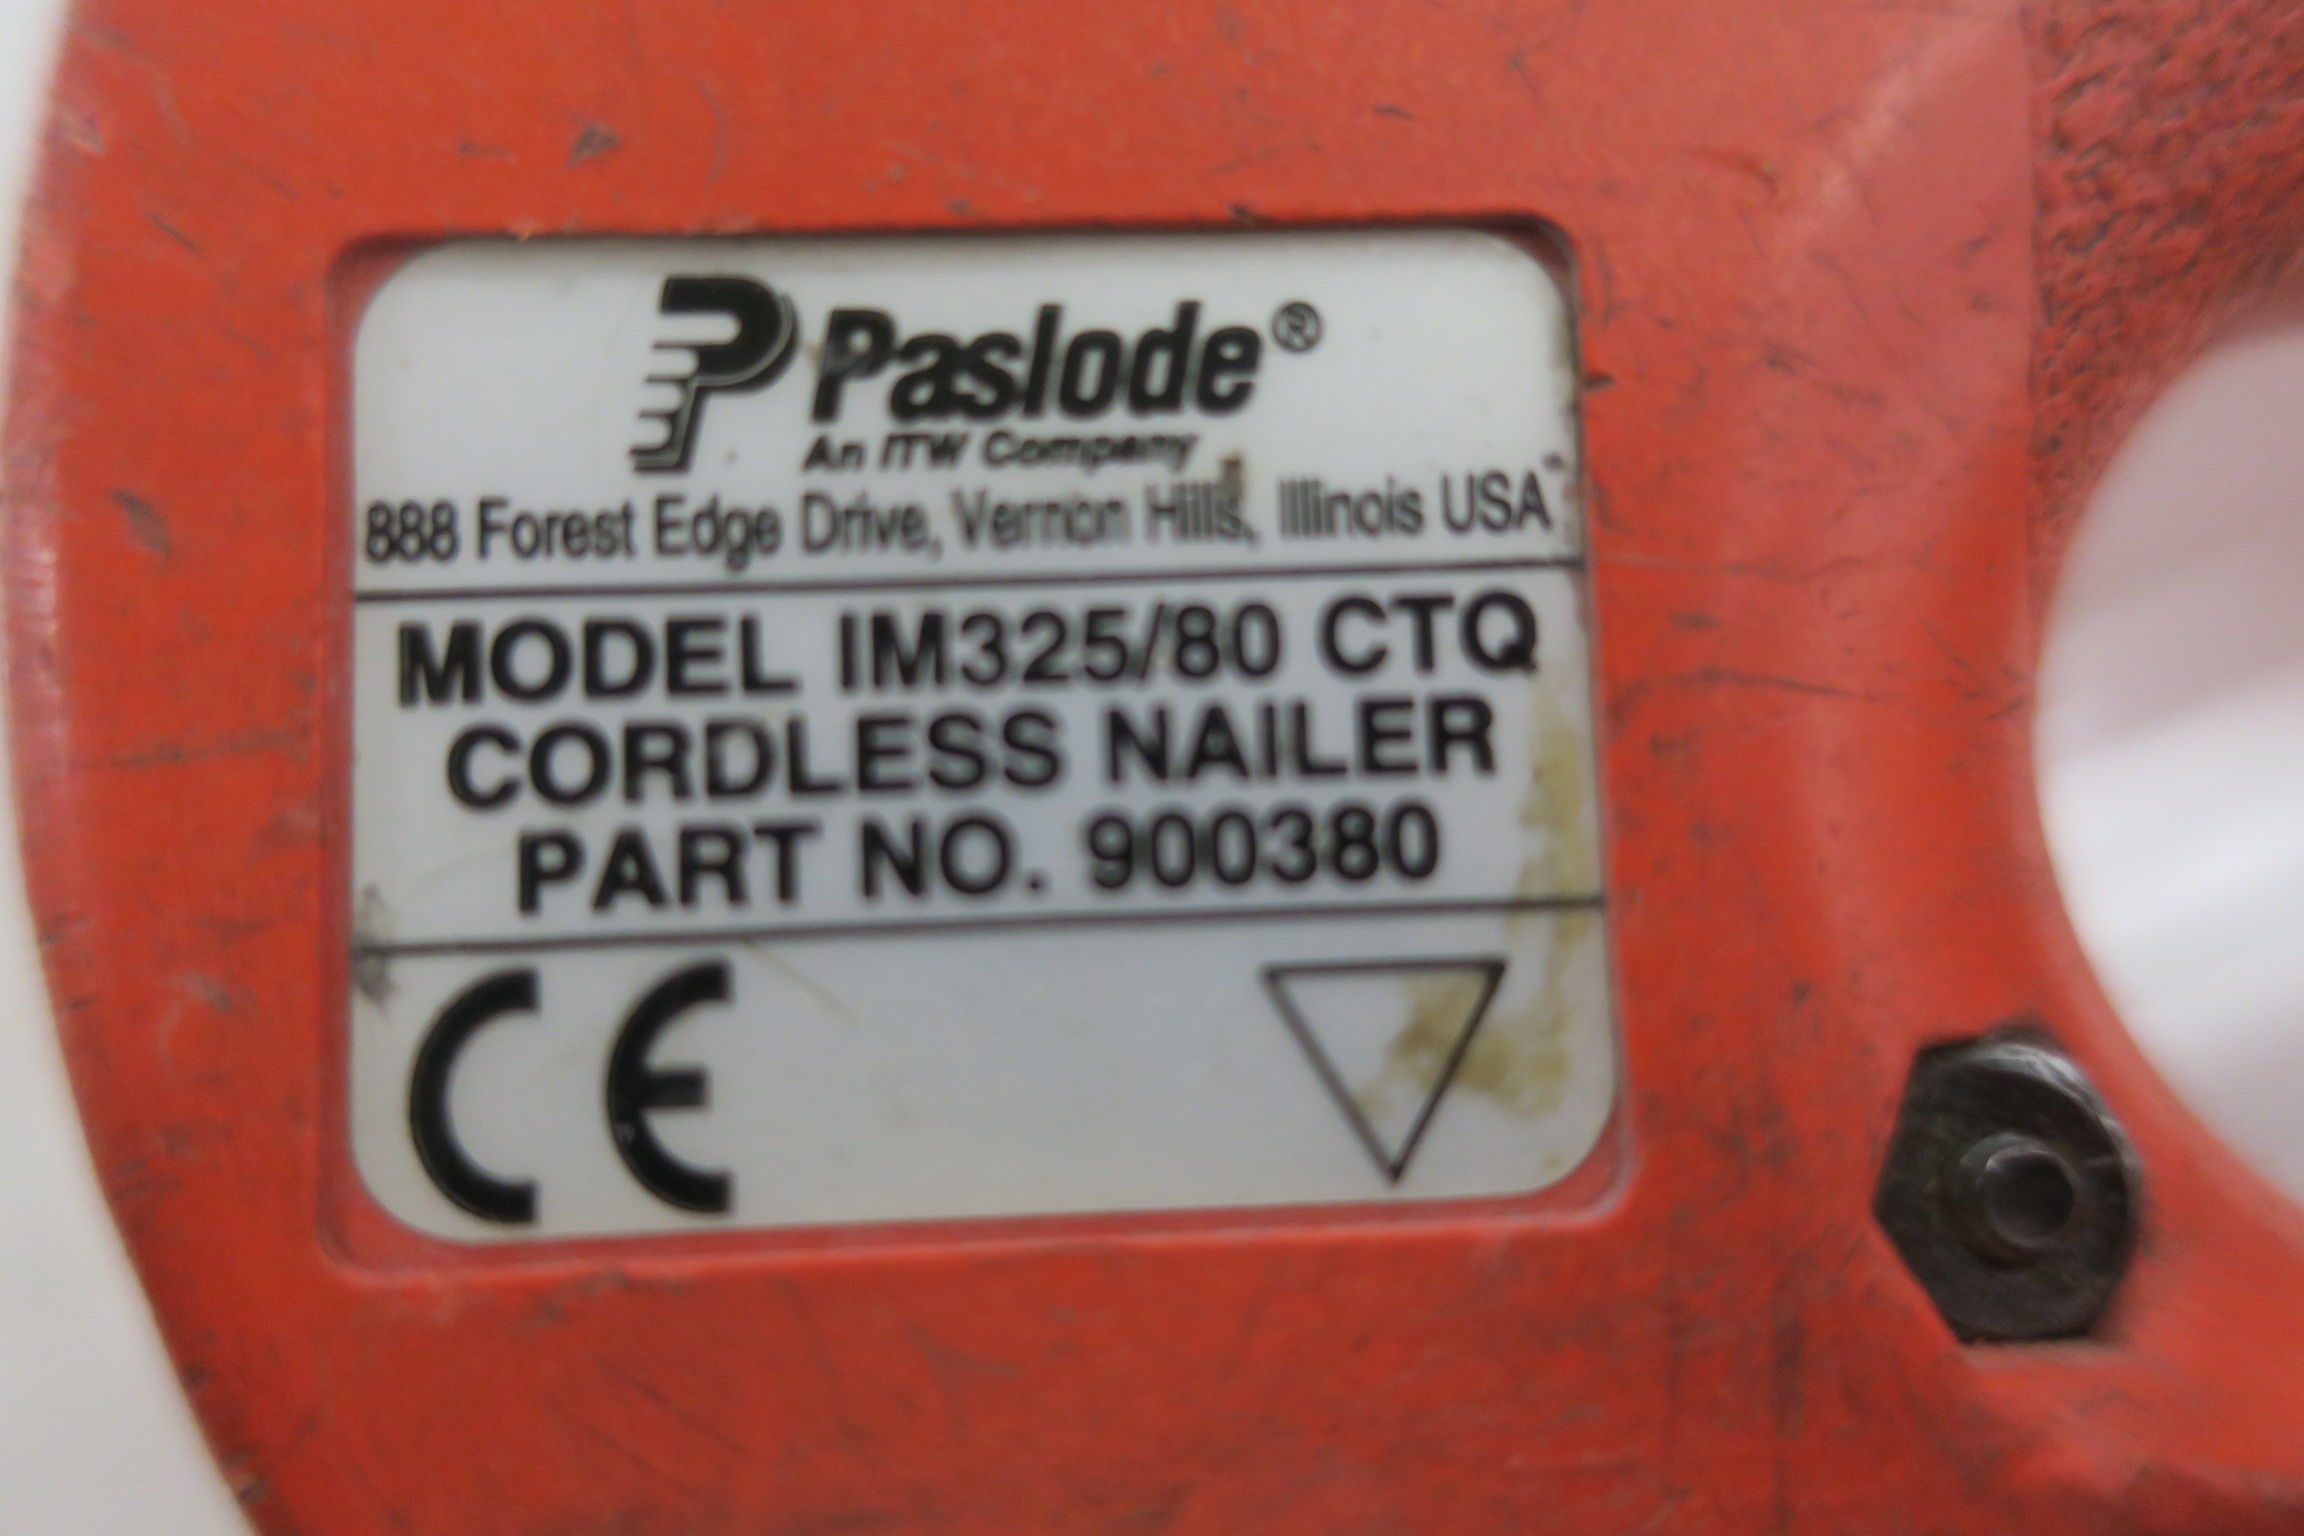 Paslode®
An ITW Company
888 Forest Edge Drive, Vernon Hills, Illinois USA
MODEL IM325/80 CTQ
CORDLESS NAILER
PART NO. 900380
CE